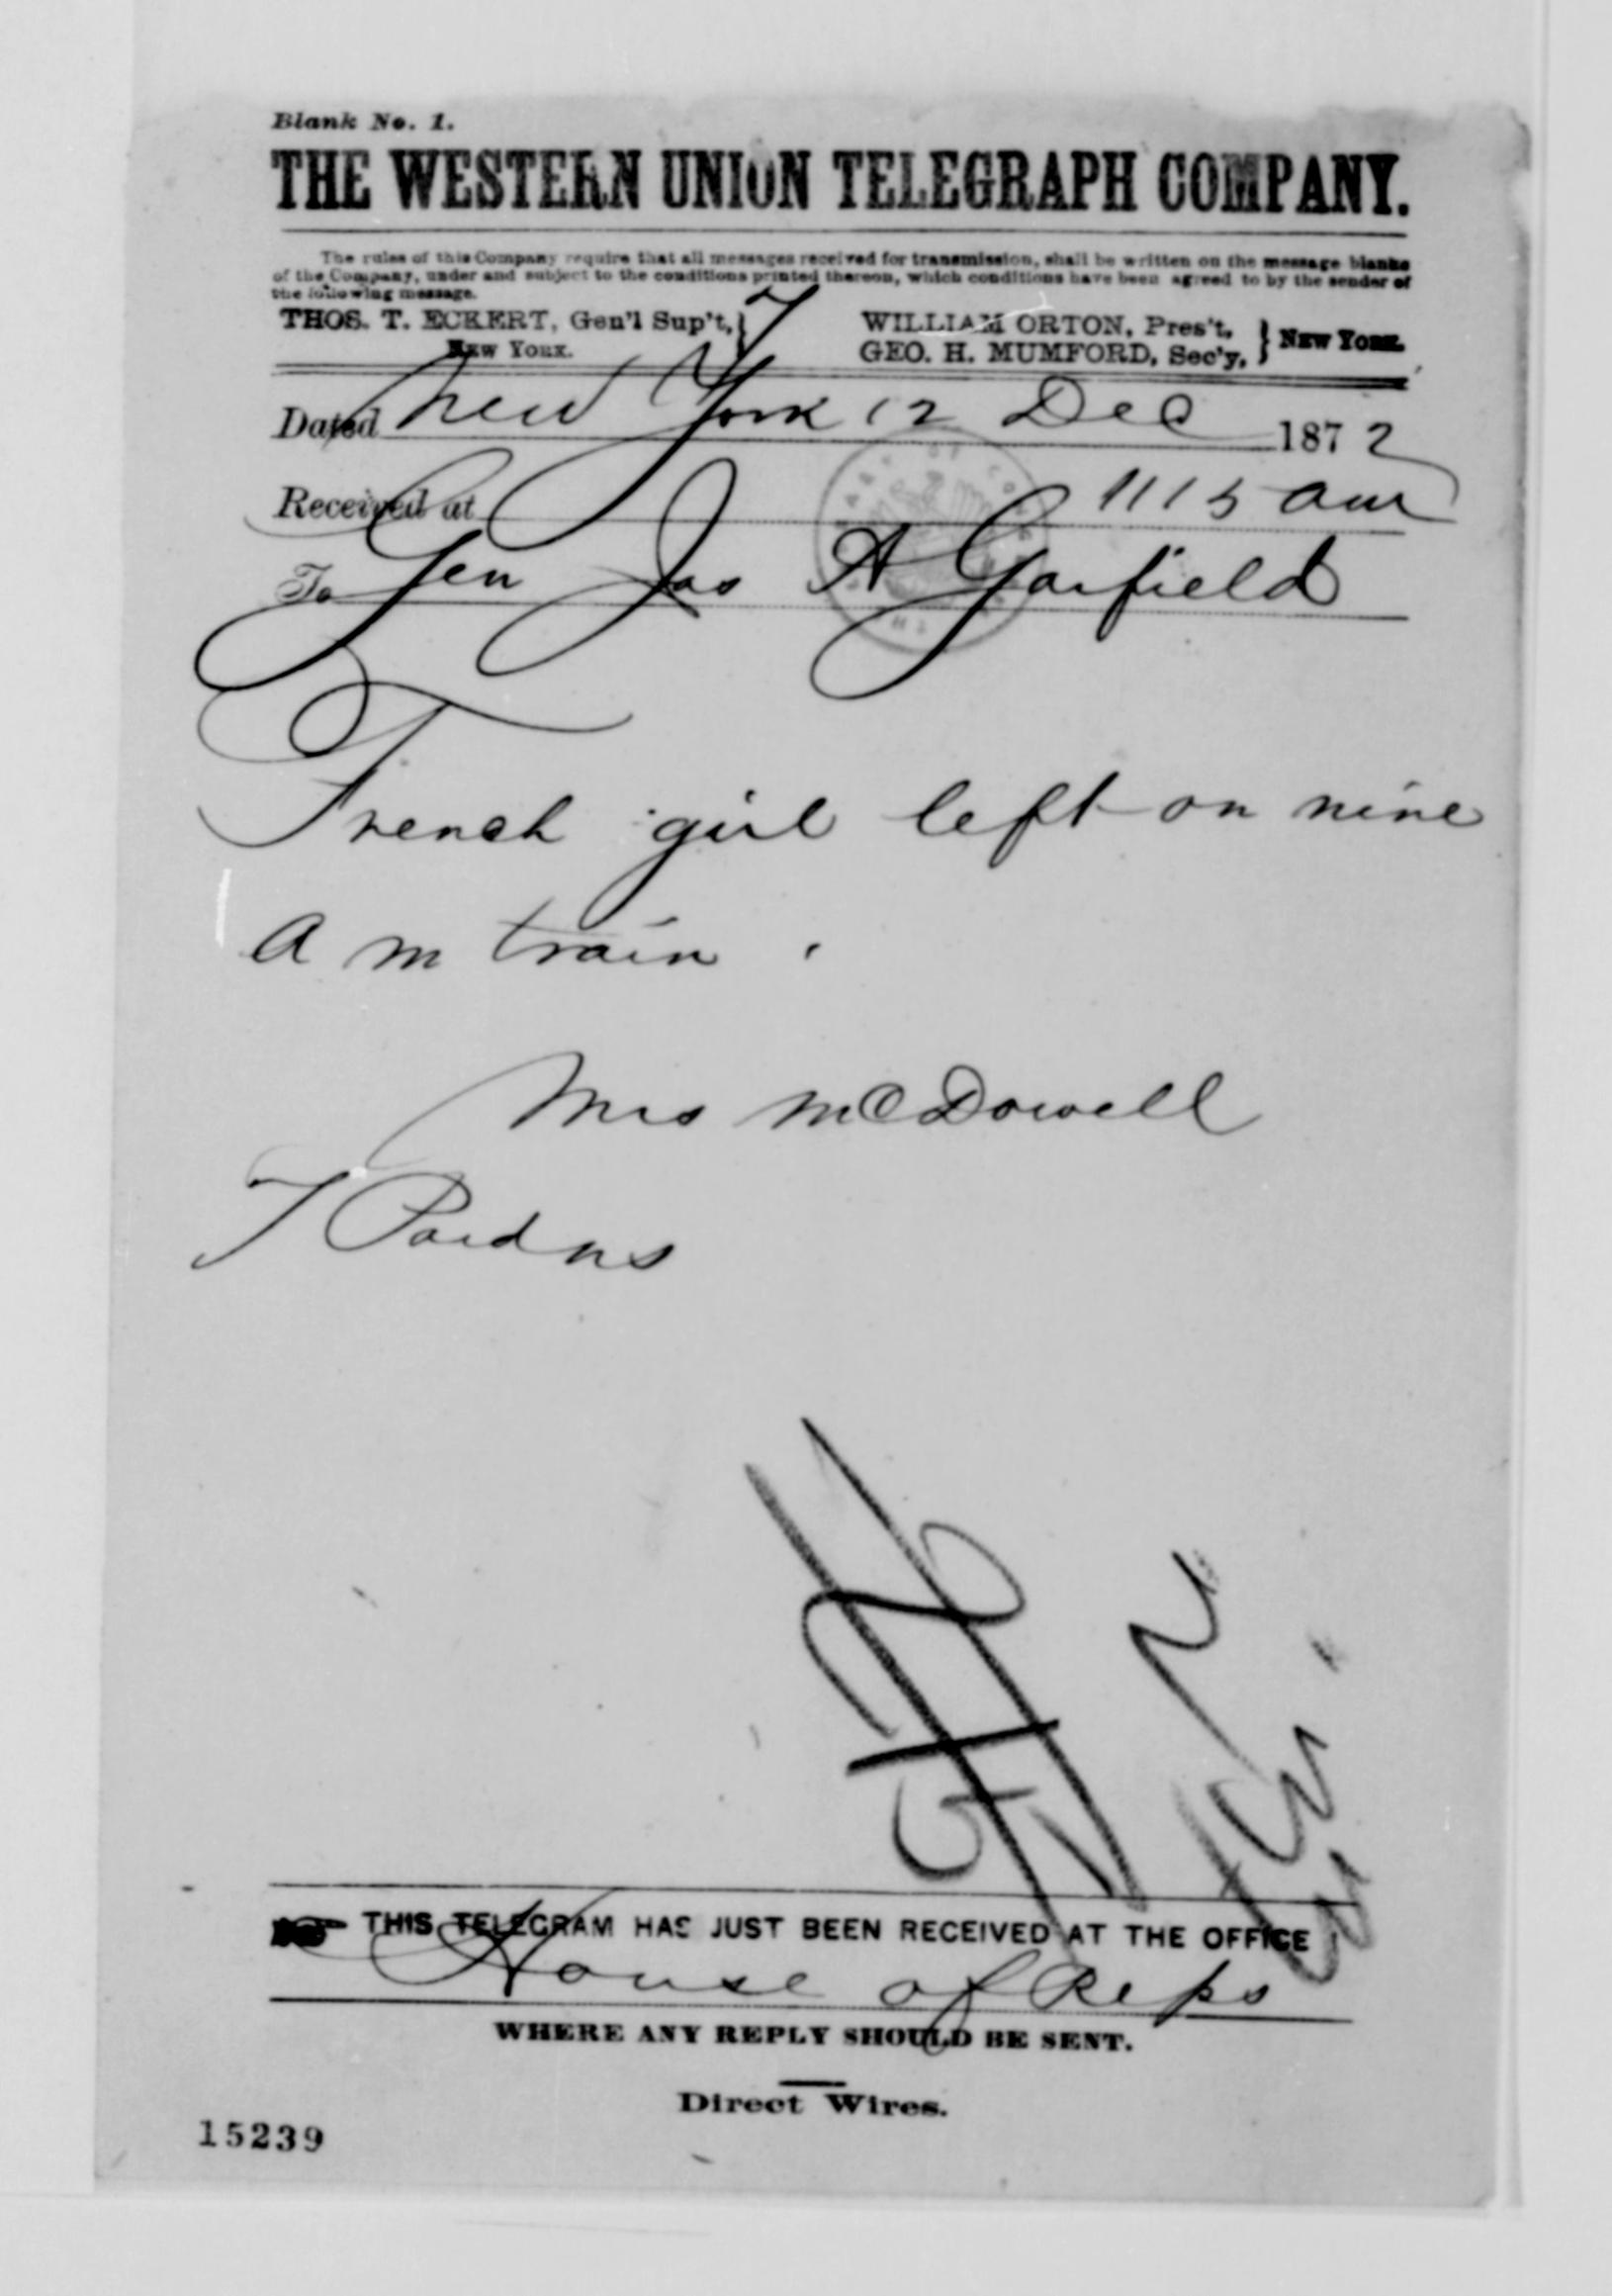 Blank No. 1.
THE WESTERN UNION TELEGRAPH COMPANY.
The rules of this Company require that all messages received for transmission, shall be written on the message blanks
of the Company, under and subject to the conditions printed thereon, which conditions have been agreed to by the sender of
the following message.
THOS. T. ECKERT, Gen'l Sup't, } 7
NEW YORK.
WILLIAM ORTON, Pres't,
GEO. H. MUMFORD, Sec'y, } NEW YORK.
Dated New York 12 Dec 1872
Received at 1115 am
To Gen Jas A Garfield
French girl left on nine
a m train .
Mrs McDowell
7 Paid
THIS TELEGRAM HAS JUST BEEN RECEIVED AT THE OFFICE
House of Reps
WHERE ANY REPLY SHOULD BE SENT.
Direct Wires.
15239